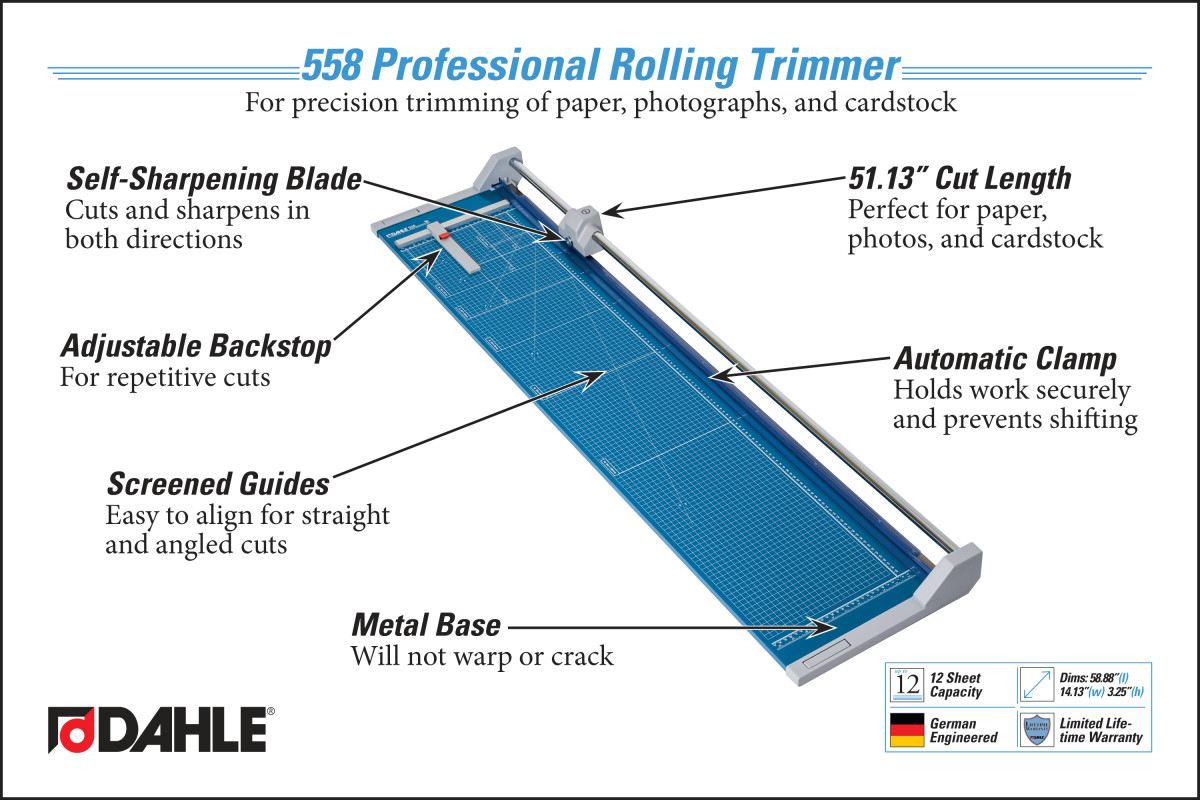 558 Professional Rolling Trimmer
For precision trimming of paper, photographs, and cardstock
Self-Sharpening Blade
Cuts and sharpens in
both directions
51.13” Cut Length
Perfect for paper,
photos, and cardstock
Adjustable Backstop
For repetitive cuts
Automatic Clamp
Holds work securely
and prevents shifting
Screened Guides
Easy to align for straight
and angled cuts
Metal Base
Will not warp or crack
DAHLE®
up to
12
12 Sheet
Capacity
Dims: 58.88”(l)
14.13”(w) 3.25”(h)
German
Engineered
Limited Life-
time Warranty